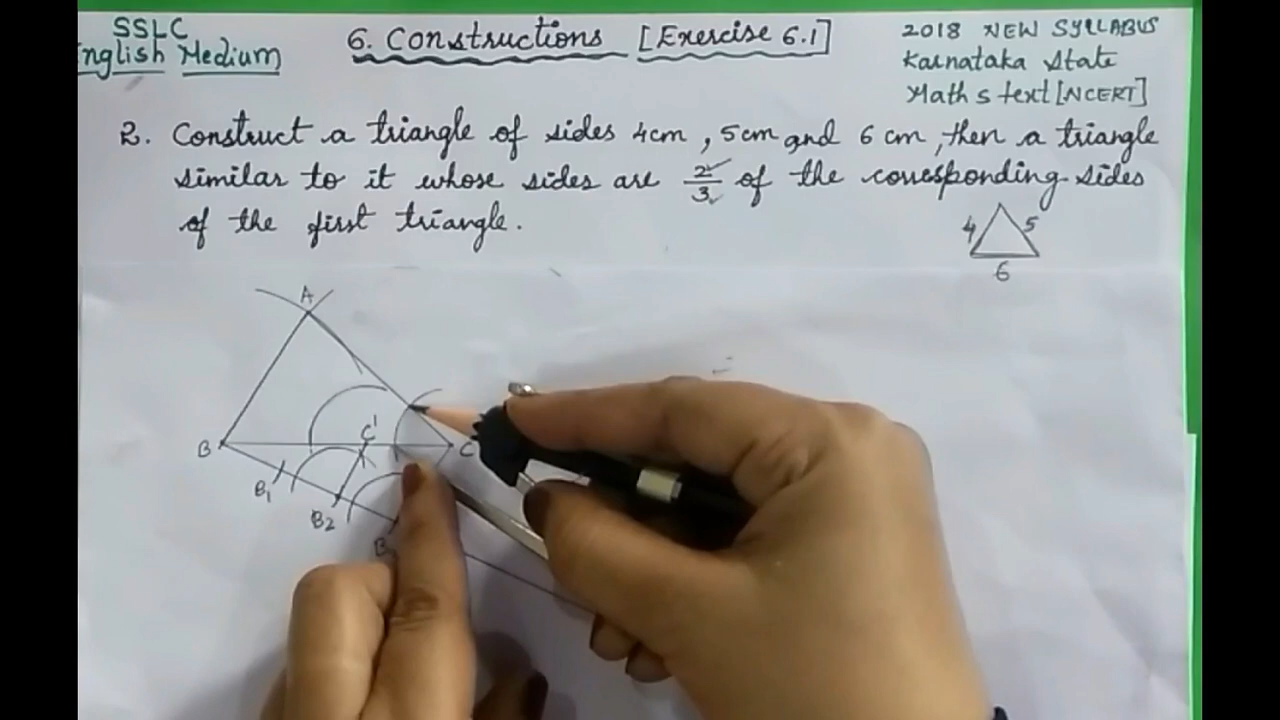 SSLC
English Medium
6. Constructions [Exercise 6.1]
2018 NEW SYLLABUS
Karnataka State
Maths text [NCERT]
2. Construct a triangle of sides 4cm, 5cm and 6 cm, then a triangle
similar to it whose sides are 2/3 of the corresponding sides
of the first triangle.
4 5
6
A
B
C'
C
B1
B2
B